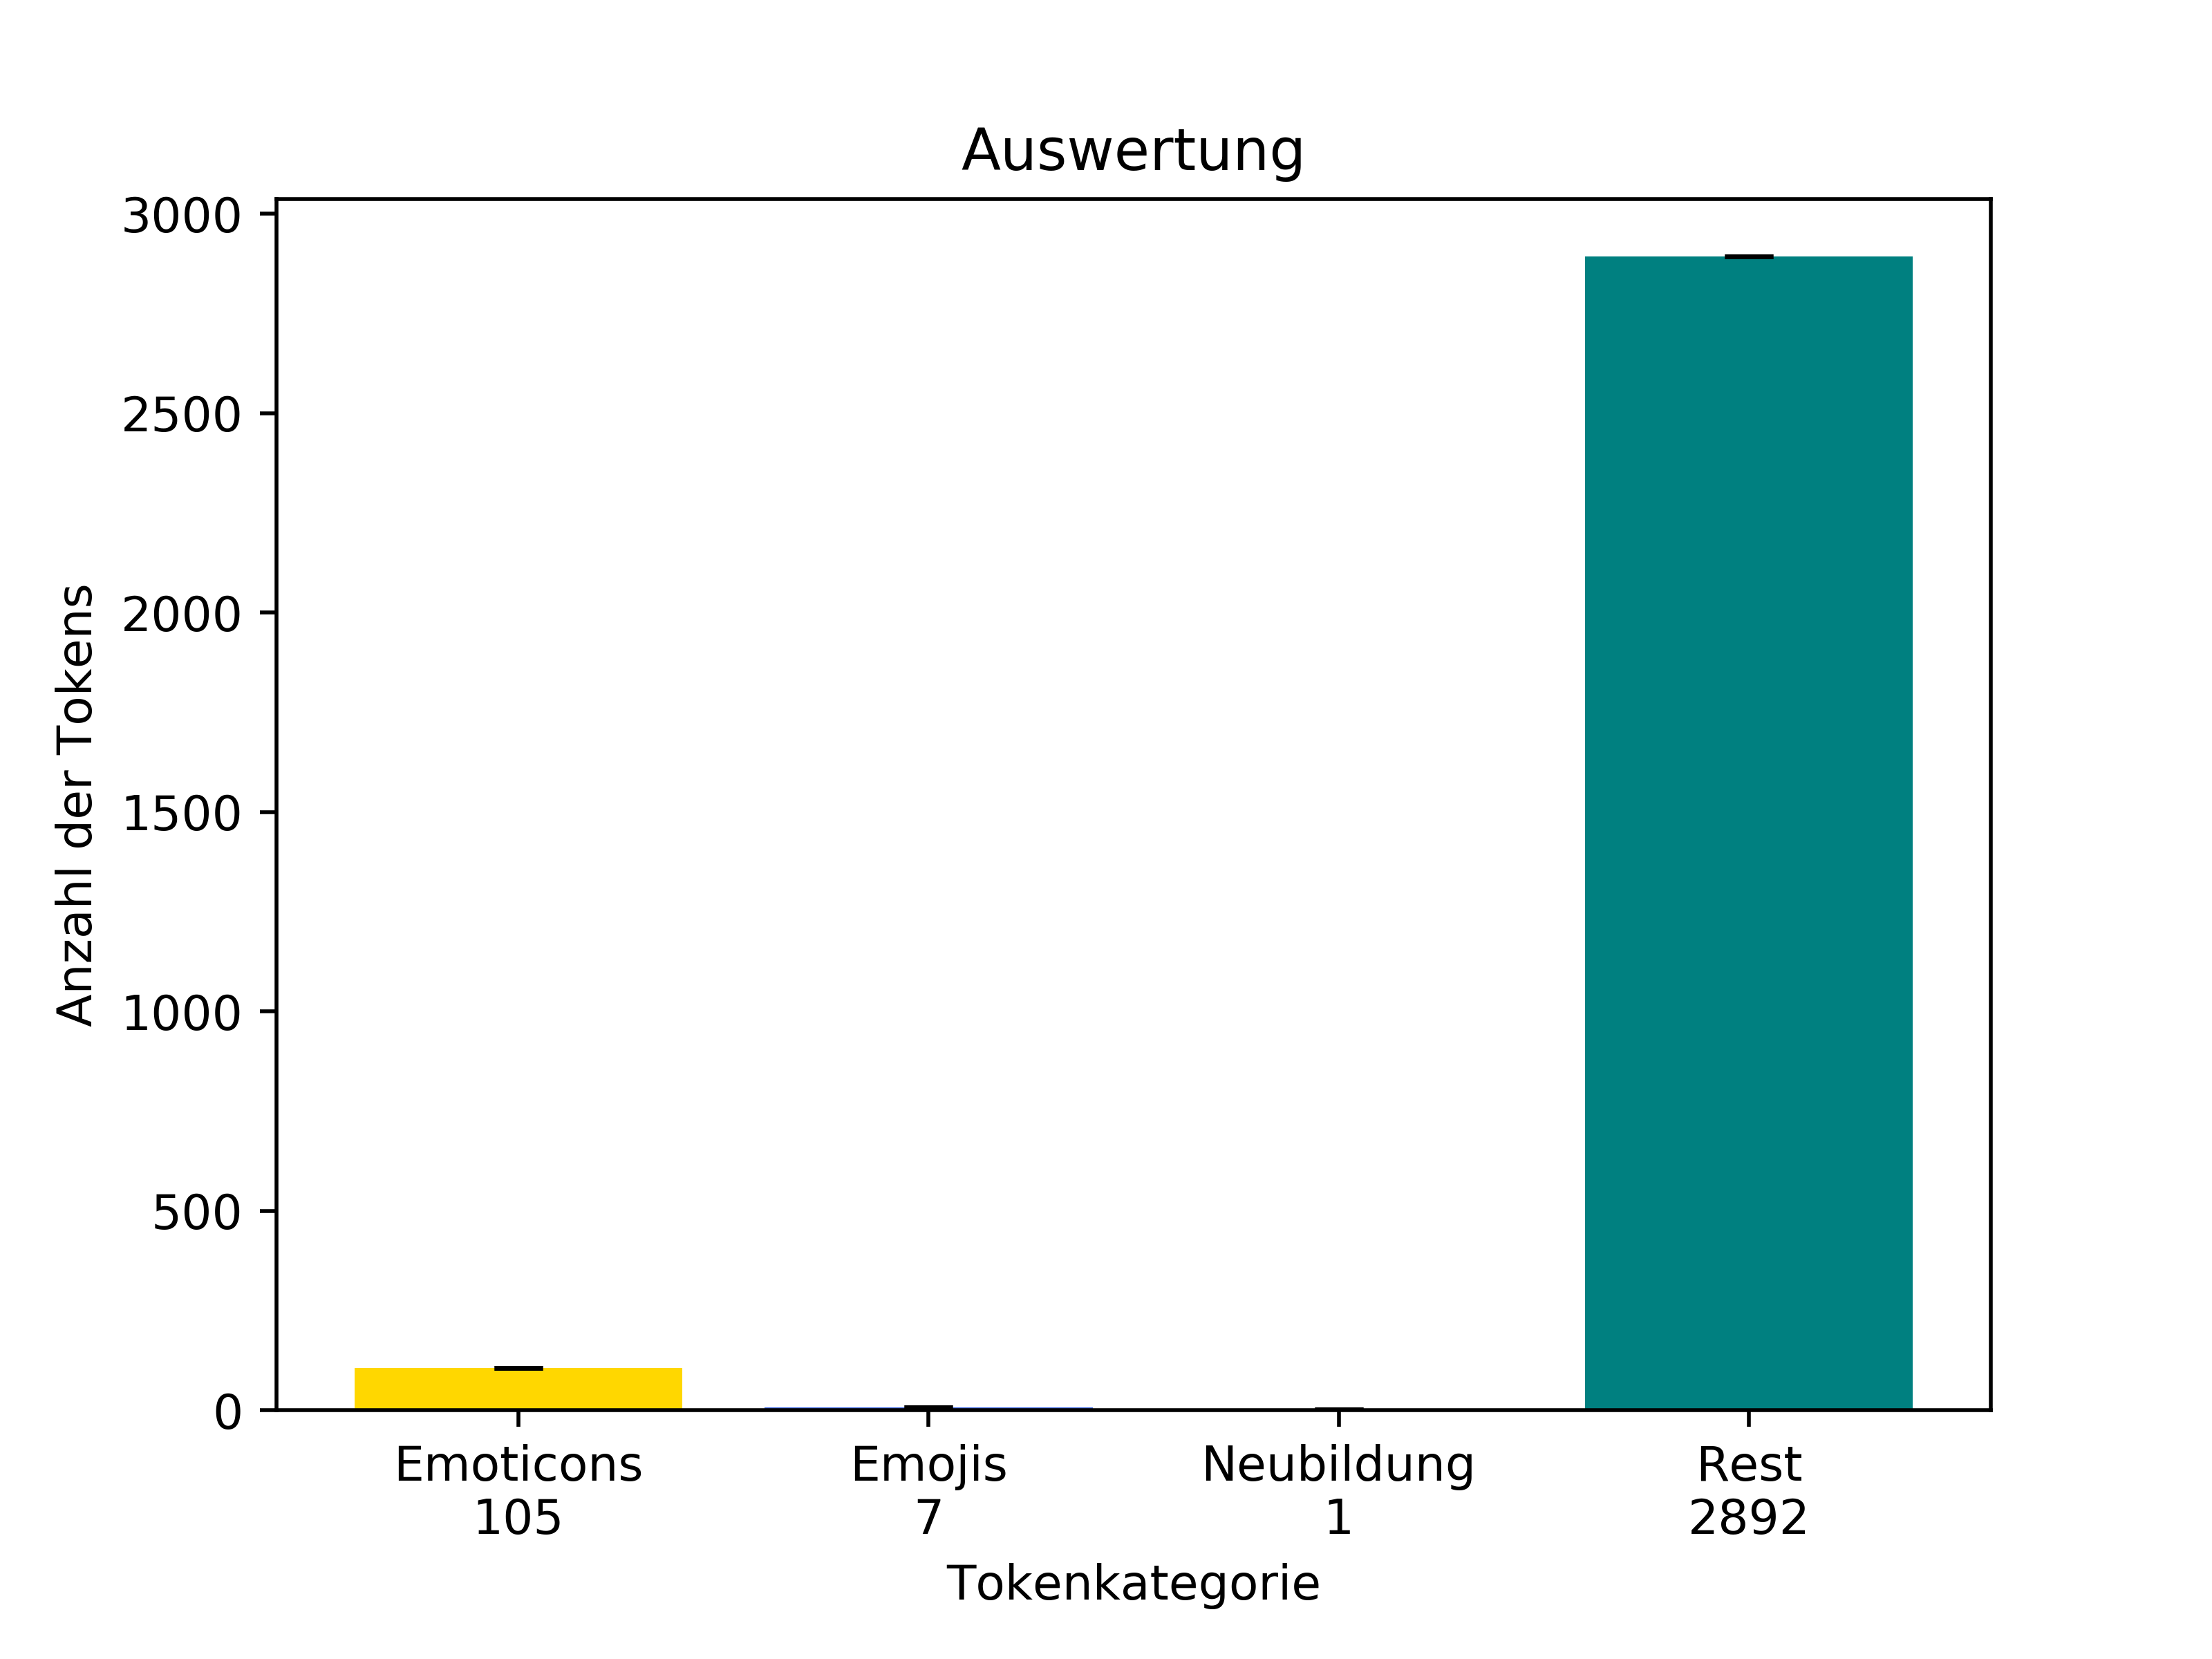 Auswertung
Anzahl der Tokens
3000
2500
2000
1500
1000
500
0
Emoticons Emojis Neubildung Rest
105 7 1 2892
Tokenkategorie